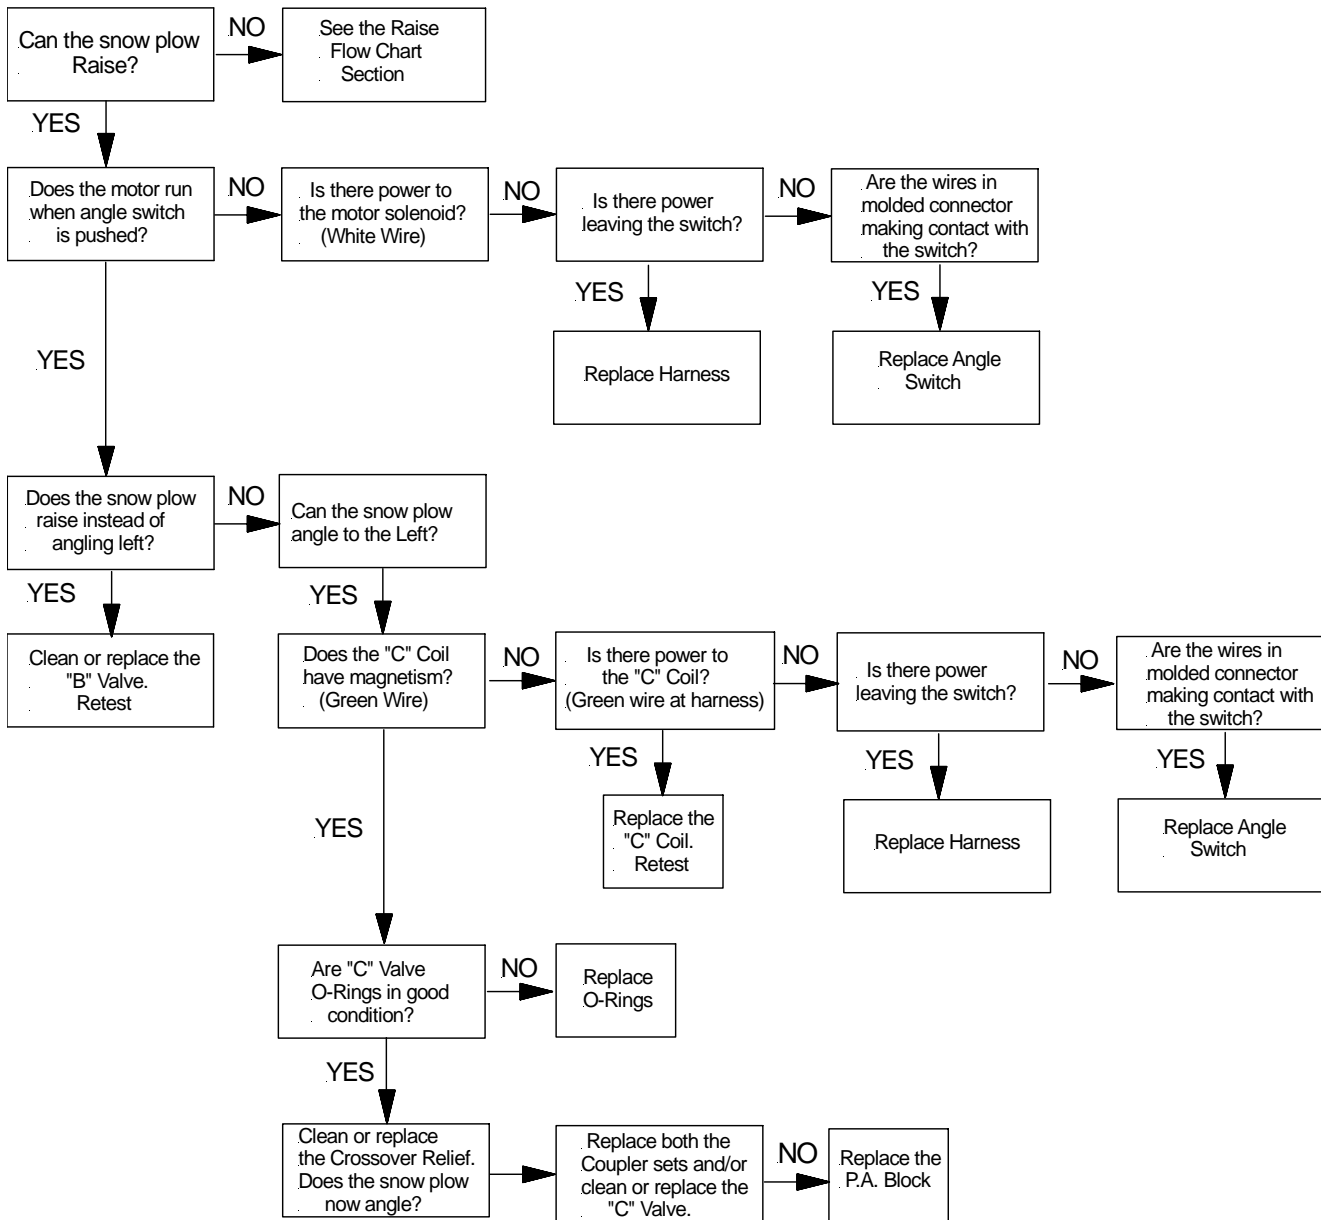 Can the snow plow
Raise?
NO
See the Raise
Flow Chart
Section
YES
Does the motor run
when angle switch
is pushed?
NO
Is there power to
the motor solenoid?
(White Wire)
NO
Is there power
leaving the switch?
NO
Are the wires in
molded connector
making contact with
the switch?
YES
YES
YES
Replace Harness
Replace Angle
Switch
Does the snow plow
raise instead of
angling left?
NO
Can the snow plow
angle to the Left?
YES
YES
Clean or replace the
"B" Valve.
Retest
Does the "C" Coil
have magnetism?
(Green Wire)
NO
Is there power to
the "C" Coil?
(Green wire at harness)
NO
Is there power
leaving the switch?
NO
Are the wires in
molded connector
making contact with
the switch?
YES
YES
YES
YES
Replace the
"C" Coil.
Retest
Replace Harness
Replace Angle
Switch
Are "C" Valve
O-Rings in good
condition?
NO
Replace
O-Rings
YES
Clean or replace
the Crossover Relief.
Does the snow plow
now angle?
Replace both the
Coupler sets and/or
clean or replace the
"C" Valve.
NO
Replace the
P.A. Block